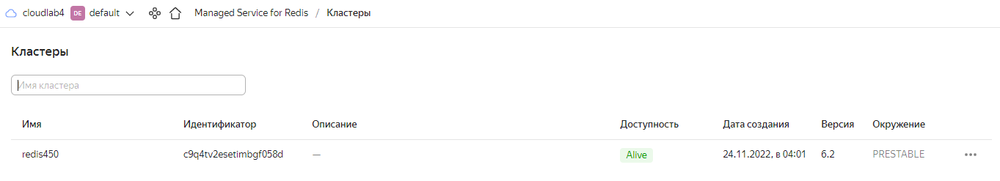 cloudlab4 DE default Managed Service for Redis / Кластеры
Кластеры
Имя кластера
Имя Идентификатор Описание Доступность Дата создания Версия Окружение
redis450 c9q4tv2esetimbgf058d — Alive 24.11.2022, в 04:01 6.2 PRESTABLE